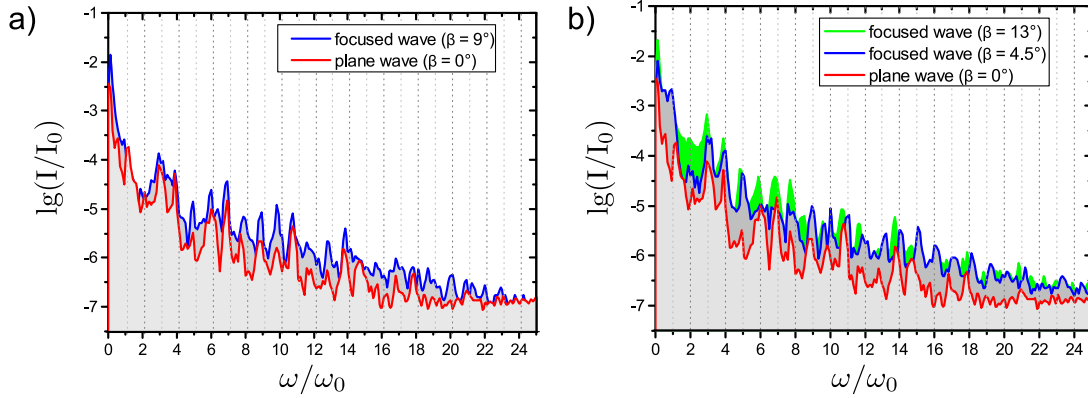 a)
lg(I/I₀)
-1
-2
-3
-4
-5
-6
-7
focused wave (β = 9°)
plane wave (β = 0°)
0 2 4 6 8 10 12 14 16 18 20 22 24
ω/ω₀
b)
lg(I/I₀)
-1
-2
-3
-4
-5
-6
-7
focused wave (β = 13°)
focused wave (β = 4.5°)
plane wave (β = 0°)
0 2 4 6 8 10 12 14 16 18 20 22 24
ω/ω₀